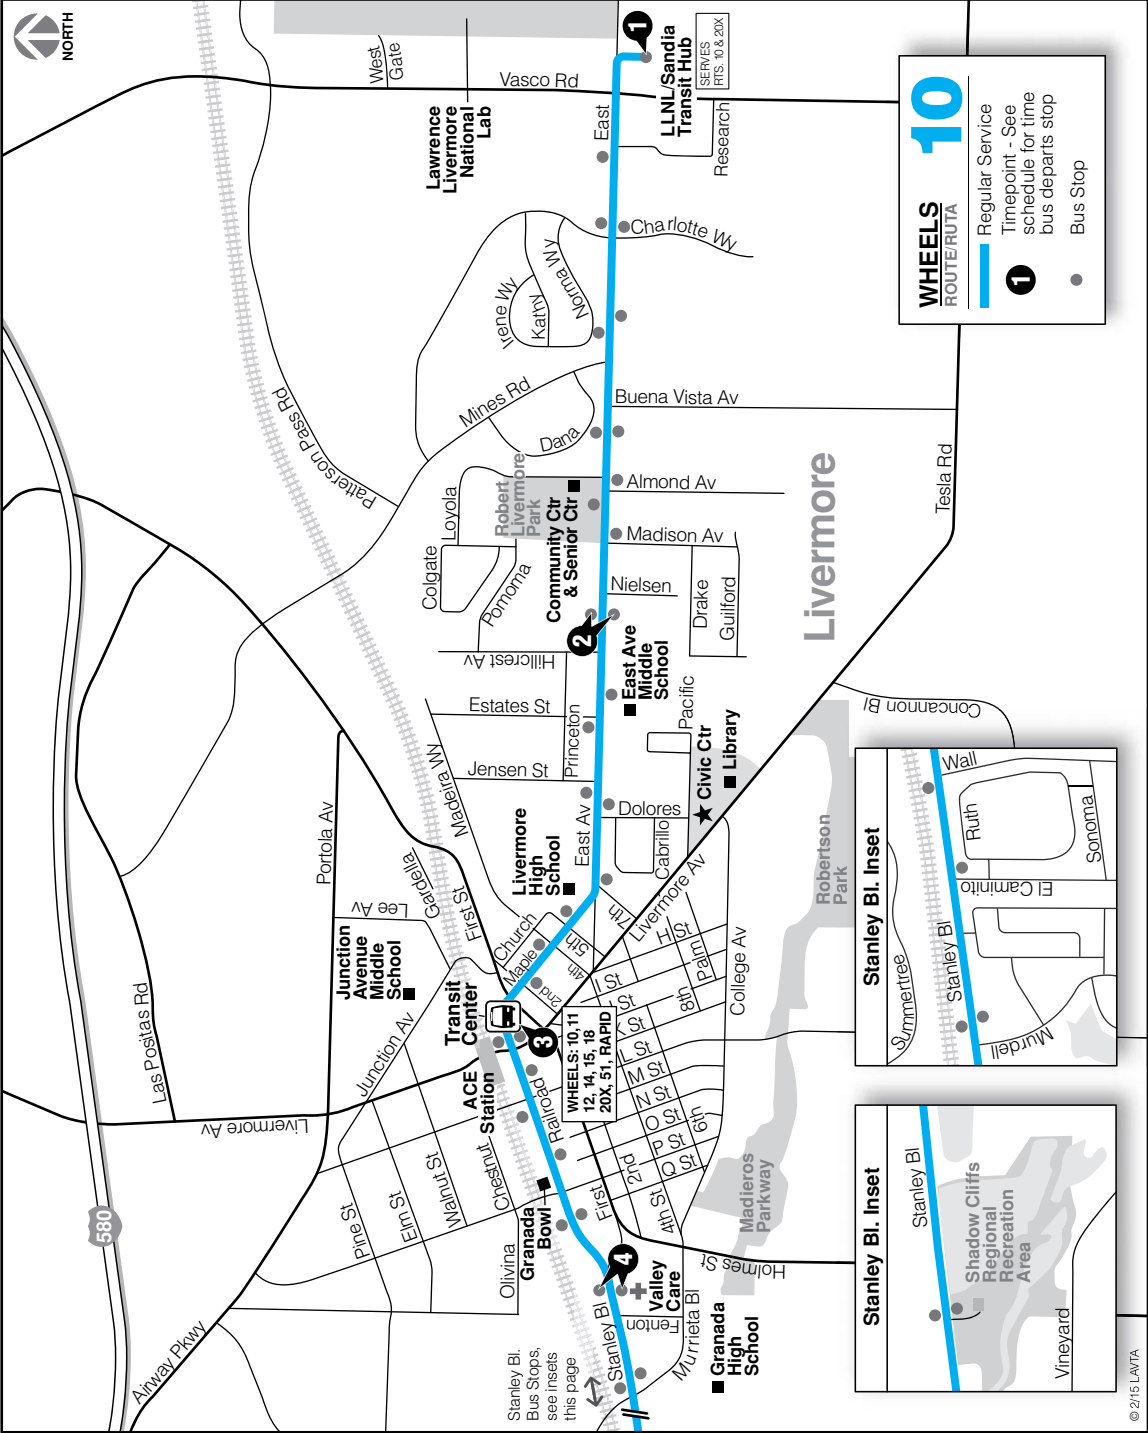 NORTH
West
Gate
Vasco Rd
Lawrence
Livermore
National
Lab
East
LLNL/Sandia
Transit Hub
1
SERVES
RTS. 10 & 20X
Research
Charlotte Wy
Irene Wy
Kathy
Norma Wy
Patterson Pass Rd
Mines Rd
Dana
Buena Vista Av
Loyola
Robert
Livermore
Park
Community Ctr
& Senior Ctr
Almond Av
Madison Av
Tesla Rd
Livermore
Colgate
Pomoma
Nielsen
Drake
Guilford
2
Hillcrest Av
East Ave
Middle
School
Estates St
Princeton
Pacific
Concannon Bl
Madeira Wy
Jensen St
Dolores
Civic Ctr
Library
Portola Av
Livermore
High
School
East Av
Cabrillo
Robertson
Park
Gardella
Lee Av
First St
Church
Maple
5th
4th
2nd
7th
Livermore Av
H St
Palm
College Av
I St
J St
8th
K St
L St
M St
N St
O St
P St
Q St
6th
2nd
4th St
Junction
Avenue
Middle
School
Transit
Center
3
WHEELS: 10,11
12, 14, 15, 18
20X, 51, RAPID
Las Positas Rd
Junction Av
ACE
Station
Railroad
Livermore Av
580
Pine St
Elm St
Walnut St
Chestnut
Olivina
Granada
Bowl
First
Madieros
Parkway
Holmes St
4
Valley
Care
Fenton
Murrieta Bl
Granada
High
School
Stanley Bl
Airway Pkwy
Stanley Bl.
Bus Stops,
see insets
this page
WHEELS
ROUTE/RUTA
10
Regular Service
1
Timepoint - See
schedule for time
bus departs stop
Bus Stop
Stanley Bl. Inset
Summertree
Stanley Bl
Wall
Ruth
Sonoma
El Caminito
Murdell
Stanley Bl. Inset
Stanley Bl
Shadow Cliffs
Regional
Recreation
Area
Vineyard
© 2/15 LAVTA